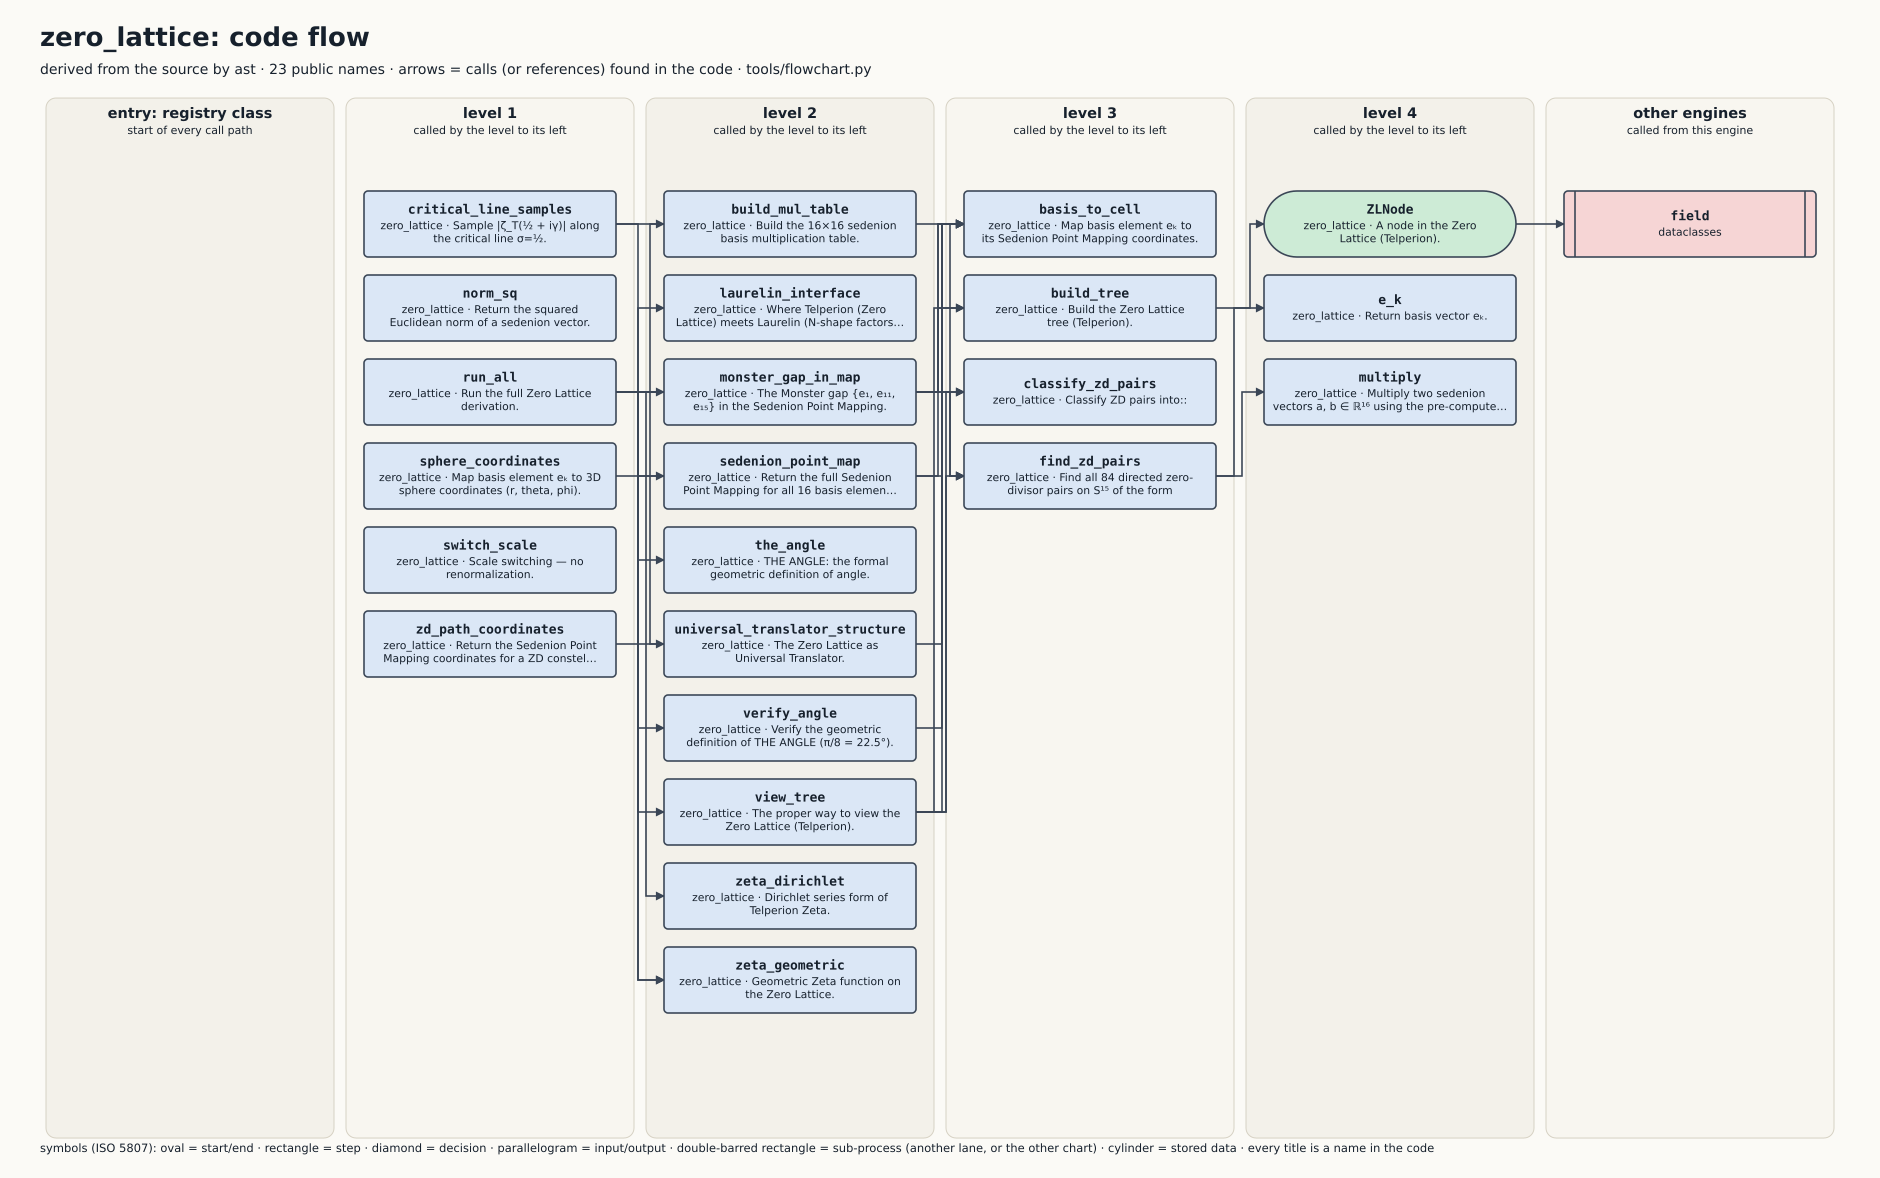 zero_lattice: code flow
derived from the source by ast · 23 public names · arrows = calls (or references) found in the code · tools/flowchart.py
entry: registry class
start of every call path
level 1
called by the level to its left
critical_line_samples
zero_lattice · Sample |ζ_T(½ + iγ)| along
the critical line σ=½.
norm_sq
zero_lattice · Return the squared
Euclidean norm of a sedenion vector.
run_all
zero_lattice · Run the full Zero Lattice
derivation.
sphere_coordinates
zero_lattice · Map basis element eₖ to 3D
sphere coordinates (r, theta, phi).
switch_scale
zero_lattice · Scale switching — no
renormalization.
zd_path_coordinates
zero_lattice · Return the Sedenion Point
Mapping coordinates for a ZD constel…
level 2
called by the level to its left
build_mul_table
zero_lattice · Build the 16×16 sedenion
basis multiplication table.
laurelin_interface
zero_lattice · Where Telperion (Zero
Lattice) meets Laurelin (N-shape factors…
monster_gap_in_map
zero_lattice · The Monster gap {e₁, e₁₁,
e₁₅} in the Sedenion Point Mapping.
sedenion_point_map
zero_lattice · Return the full Sedenion
Point Mapping for all 16 basis elemen…
the_angle
zero_lattice · THE ANGLE: the formal
geometric definition of angle.
universal_translator_structure
zero_lattice · The Zero Lattice as
Universal Translator.
verify_angle
zero_lattice · Verify the geometric
definition of THE ANGLE (π/8 = 22.5°).
view_tree
zero_lattice · The proper way to view the
Zero Lattice (Telperion).
zeta_dirichlet
zero_lattice · Dirichlet series form of
Telperion Zeta.
zeta_geometric
zero_lattice · Geometric Zeta function on
the Zero Lattice.
level 3
called by the level to its left
basis_to_cell
zero_lattice · Map basis element eₖ to
its Sedenion Point Mapping coordinates.
build_tree
zero_lattice · Build the Zero Lattice
tree (Telperion).
classify_zd_pairs
zero_lattice · Classify ZD pairs into::
find_zd_pairs
zero_lattice · Find all 84 directed zero-
divisor pairs on S¹⁵ of the form
level 4
called by the level to its left
ZLNode
zero_lattice · A node in the Zero
Lattice (Telperion).
e_k
zero_lattice · Return basis vector eₖ.
multiply
zero_lattice · Multiply two sedenion
vectors a, b ∈ ℝ¹⁶ using the pre-compute…
other engines
called from this engine
field
dataclasses
symbols (ISO 5807): oval = start/end · rectangle = step · diamond = decision · parallelogram = input/output · double-barred rectangle = sub-process (another lane, or the other chart) · cylinder = stored data · every title is a name in the code